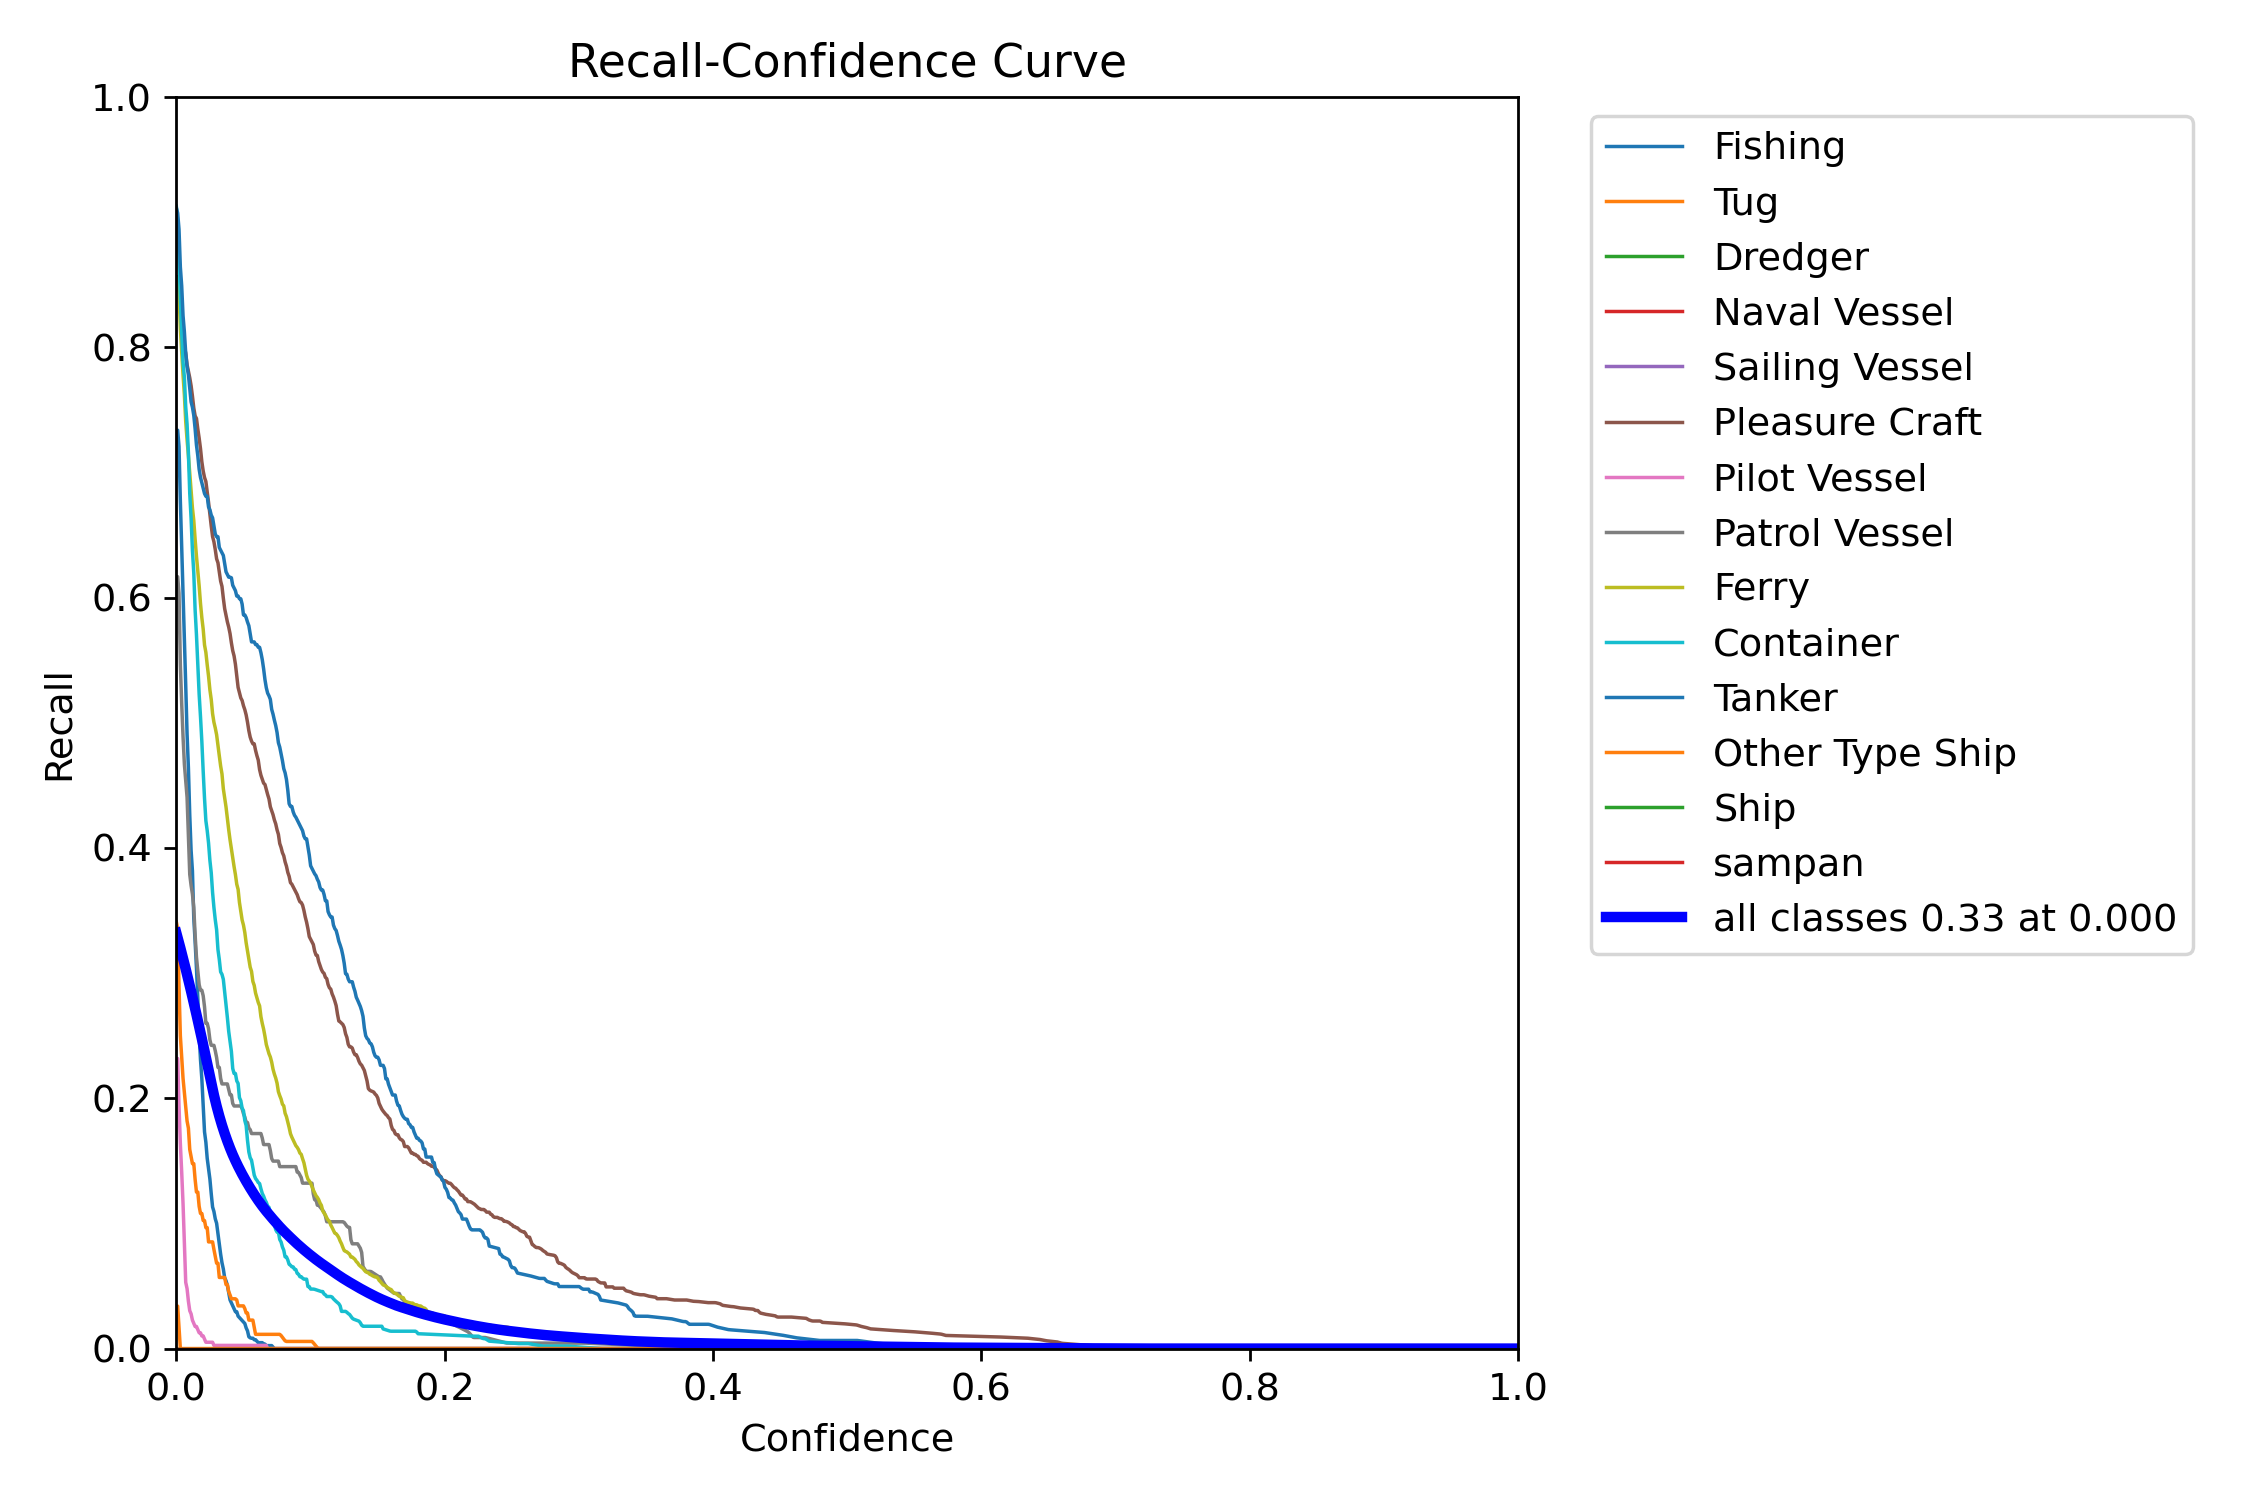 Recall-Confidence Curve
1.0
0.8
0.6
0.4
0.2
0.0
Recall
0.0 0.2 0.4 0.6 0.8 1.0
Confidence
Fishing
Tug
Dredger
Naval Vessel
Sailing Vessel
Pleasure Craft
Pilot Vessel
Patrol Vessel
Ferry
Container
Tanker
Other Type Ship
Ship
sampan
all classes 0.33 at 0.000